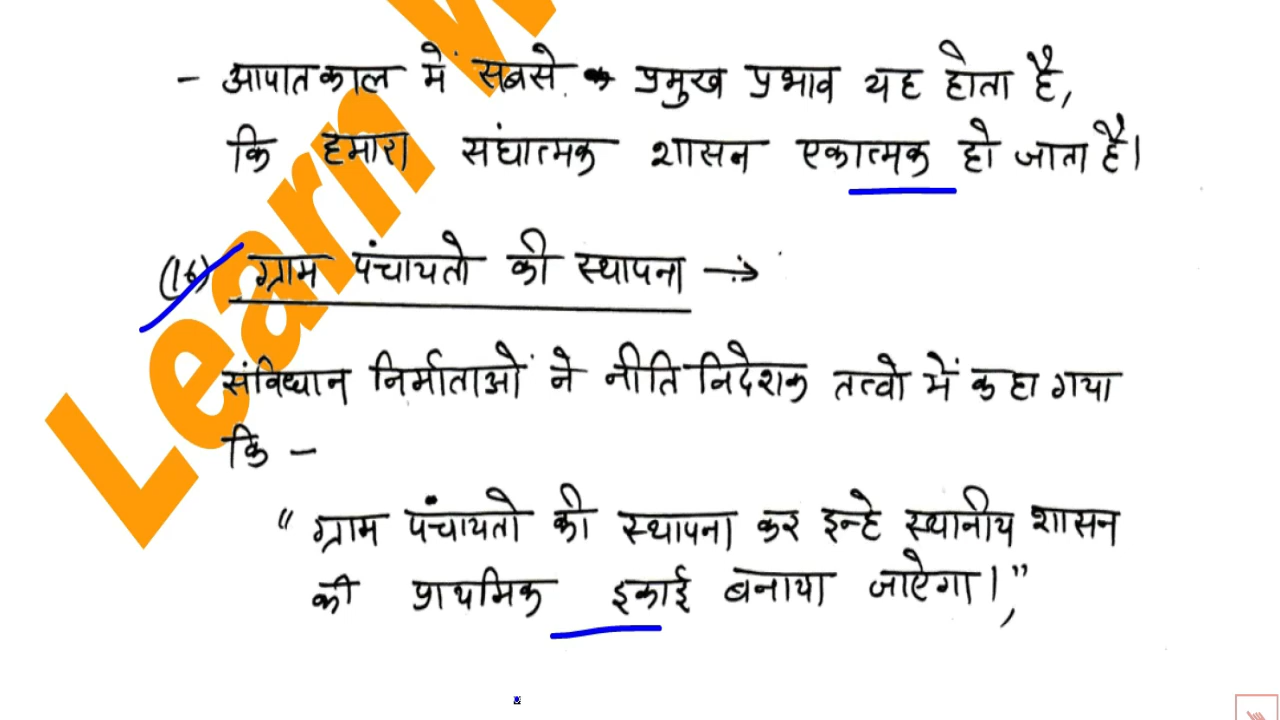 - आपातकाल में सबसे प्रमुख प्रभाव यह होता है,
कि हमारा संघात्मक शासन एकात्मक हो जाता है।
(16) ग्राम पंचायतो की स्थापना →
संविधान निर्माताओं ने नीति निदेशक तत्वो में कहा गया
कि -
" ग्राम पंचायतो की स्थापना कर इन्हे स्थानीय शासन
की प्राथमिक इकाई बनाया जाऐगा।",
Learn